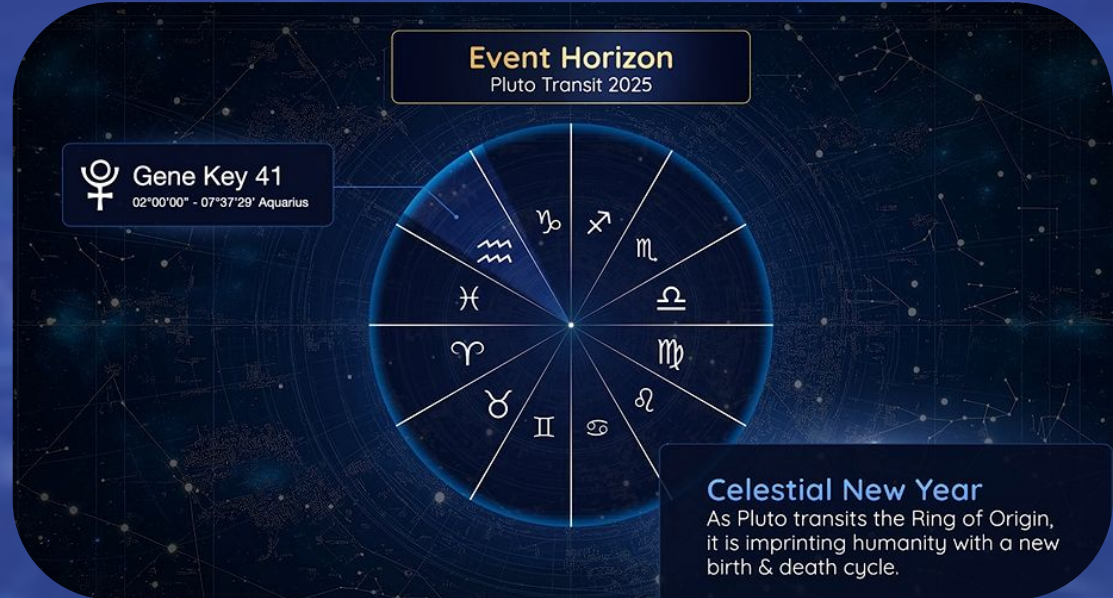 Event Horizon
Pluto Transit 2025
Gene Key 41
02°00'00" - 07°37'29' Aquarius
Celestial New Year
As Pluto transits the Ring of Origin,
it is imprinting humanity with a new
birth & death cycle.